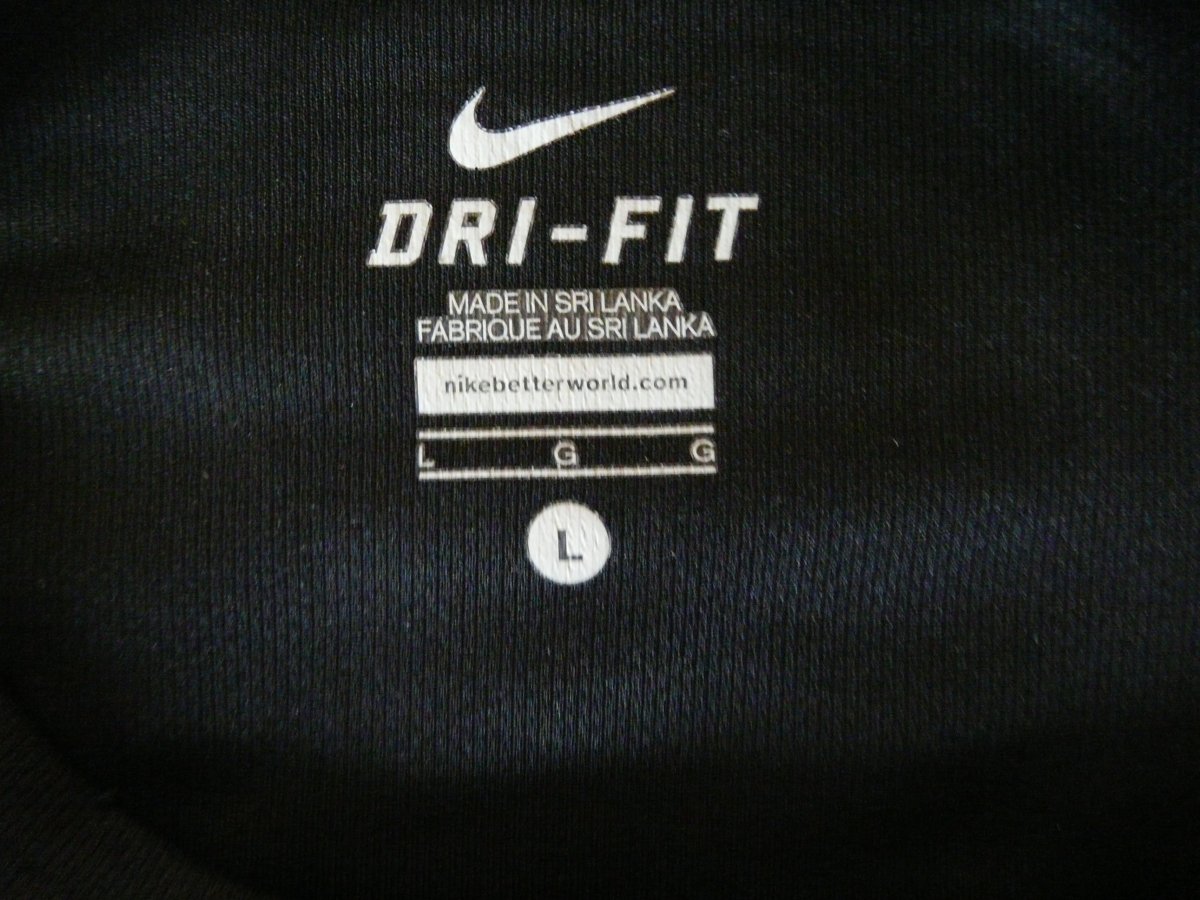 DRI-FIT
MADE IN SRI LANKA
FABRIQUE AU SRI LANKA
nikebetterworld.com
L G G
L